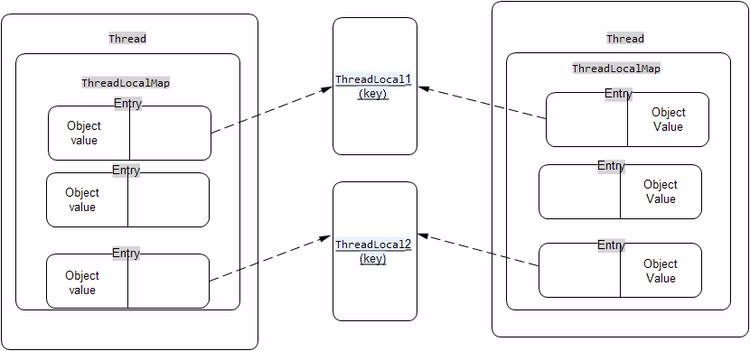 Thread
ThreadLocalMap
Entry
Object
value
Entry
Object
value
Entry
Object
value
ThreadLocal1
(key)
ThreadLocal2
(key)
Thread
ThreadLocalMap
Entry
Object
Value
Entry
Object
Value
Entry
Object
Value